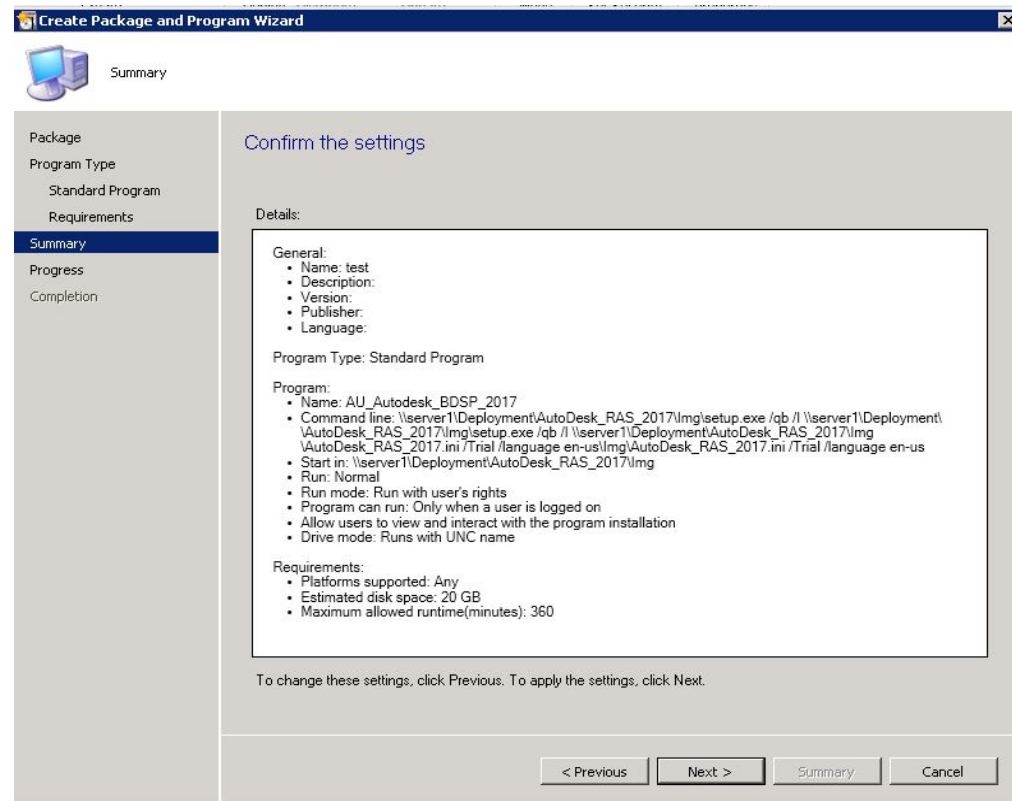 Create Package and Program Wizard
Summary
Package
Program Type
Standard Program
Requirements
Summary
Progress
Completion
Confirm the settings
Details:
General:
• Name: test
• Description:
• Version:
• Publisher:
• Language:
Program Type: Standard Program
Program:
• Name: AU_Autodesk_BDSP_2017
• Command line: \\server1\Deployment\AutoDesk_RAS_2017\Img\setup.exe /qb /I \\server1\Deployment\
\AutoDesk_RAS_2017\Img\setup.exe /qb /I \\server1\Deployment\AutoDesk_RAS_2017\Img
\AutoDesk_RAS_2017.ini /Trial /language en-us\Img\AutoDesk_RAS_2017.ini /Trial /language en-us
• Start in: \\server1\Deployment\AutoDesk_RAS_2017\Img
• Run: Normal
• Run mode: Run with user's rights
• Program can run: Only when a user is logged on
• Allow users to view and interact with the program installation
• Drive mode: Runs with UNC name
Requirements:
• Platforms supported: Any
• Estimated disk space: 20 GB
• Maximum allowed runtime(minutes): 360
To change these settings, click Previous. To apply the settings, click Next.
< Previous
Next >
Summary
Cancel